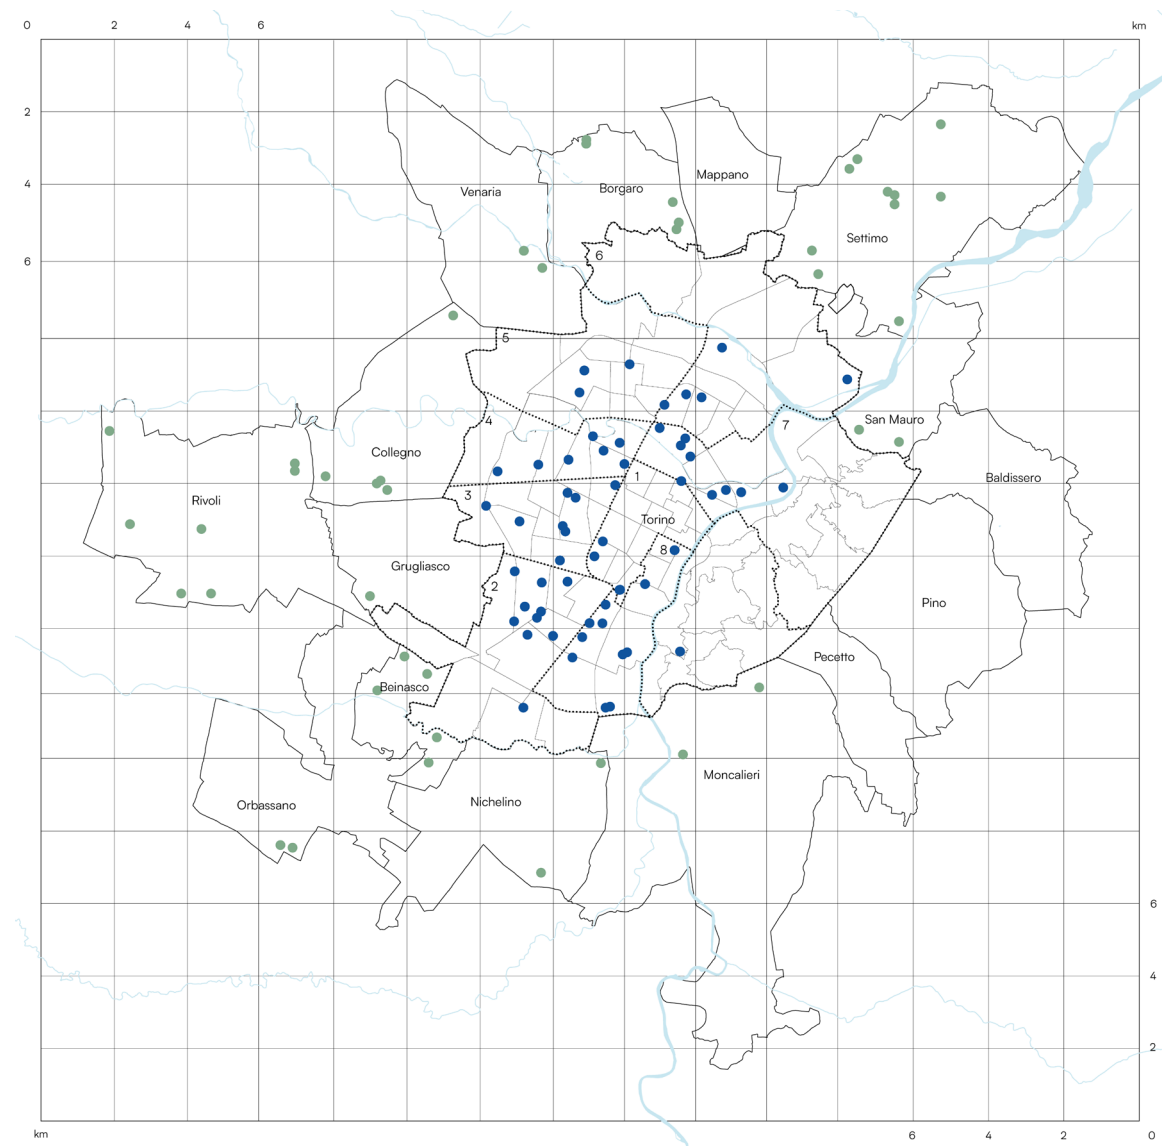 0 2 4 6 km
2
4
6
Venaria
Borgaro
Mappano
Settimo
6
5
4
7
San Mauro
Collegno
Baldissero
1
3
Rivoli
Torino
8
Grugliasco
2
Pino
Pecetto
Beinasco
Moncalieri
Nichelino
Orbassano
6
4
2
km 6 4 2 0